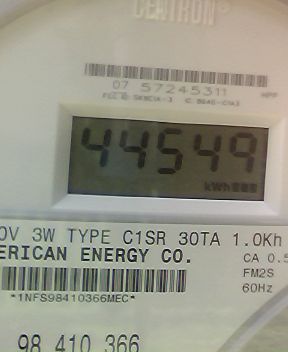 CENTRON®
07 57245311
44549
kWh
0V 3W TYPE C1SR 30TA 1.0Kh
ERICAN ENERGY CO. CA 0.5
FM2S
60Hz
*1NFS98410366MEC*
98 410 366